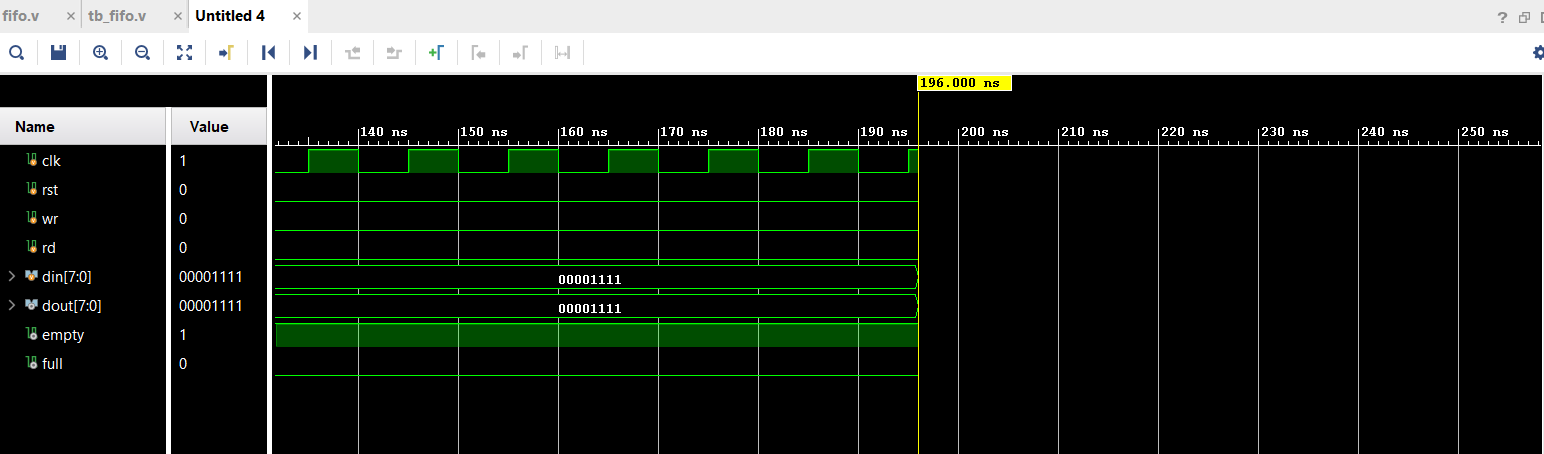 fifo.v × tb_fifo.v × Untitled 4 ×
?
196.000 ns
Name Value
140 ns 150 ns 160 ns 170 ns 180 ns 190 ns 200 ns 210 ns 220 ns 230 ns 240 ns 250 ns
clk 1
rst 0
wr 0
rd 0
din[7:0] 00001111 00001111
dout[7:0] 00001111 00001111
empty 1
full 0